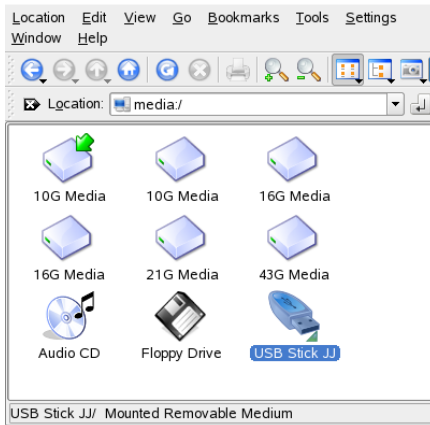 Location Edit View Go Bookmarks Tools Settings
Window Help
Location: media:/
10G Media 10G Media 16G Media
16G Media 21G Media 43G Media
Audio CD Floppy Drive USB Stick JJ
USB Stick JJ/ Mounted Removable Medium